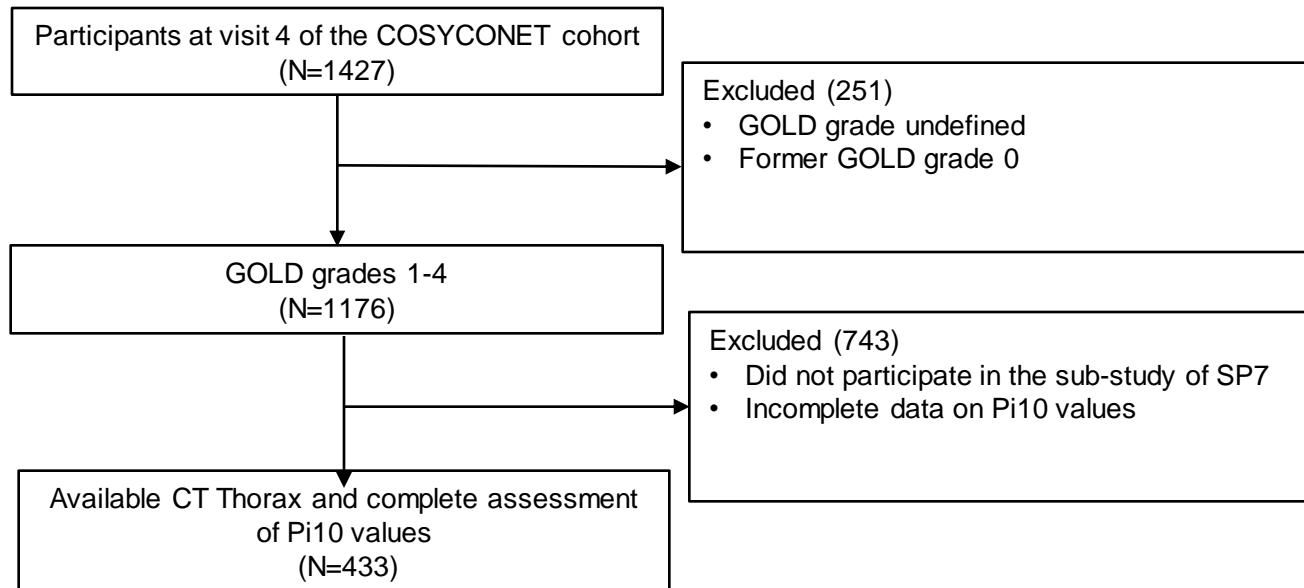 Participants at visit 4 of the COSYCONET cohort
(N=1427)
Excluded (251)
• GOLD grade undefined
• Former GOLD grade 0
GOLD grades 1-4
(N=1176)
Excluded (743)
• Did not participate in the sub-study of SP7
• Incomplete data on Pi10 values
Available CT Thorax and complete assessment
of Pi10 values
(N=433)